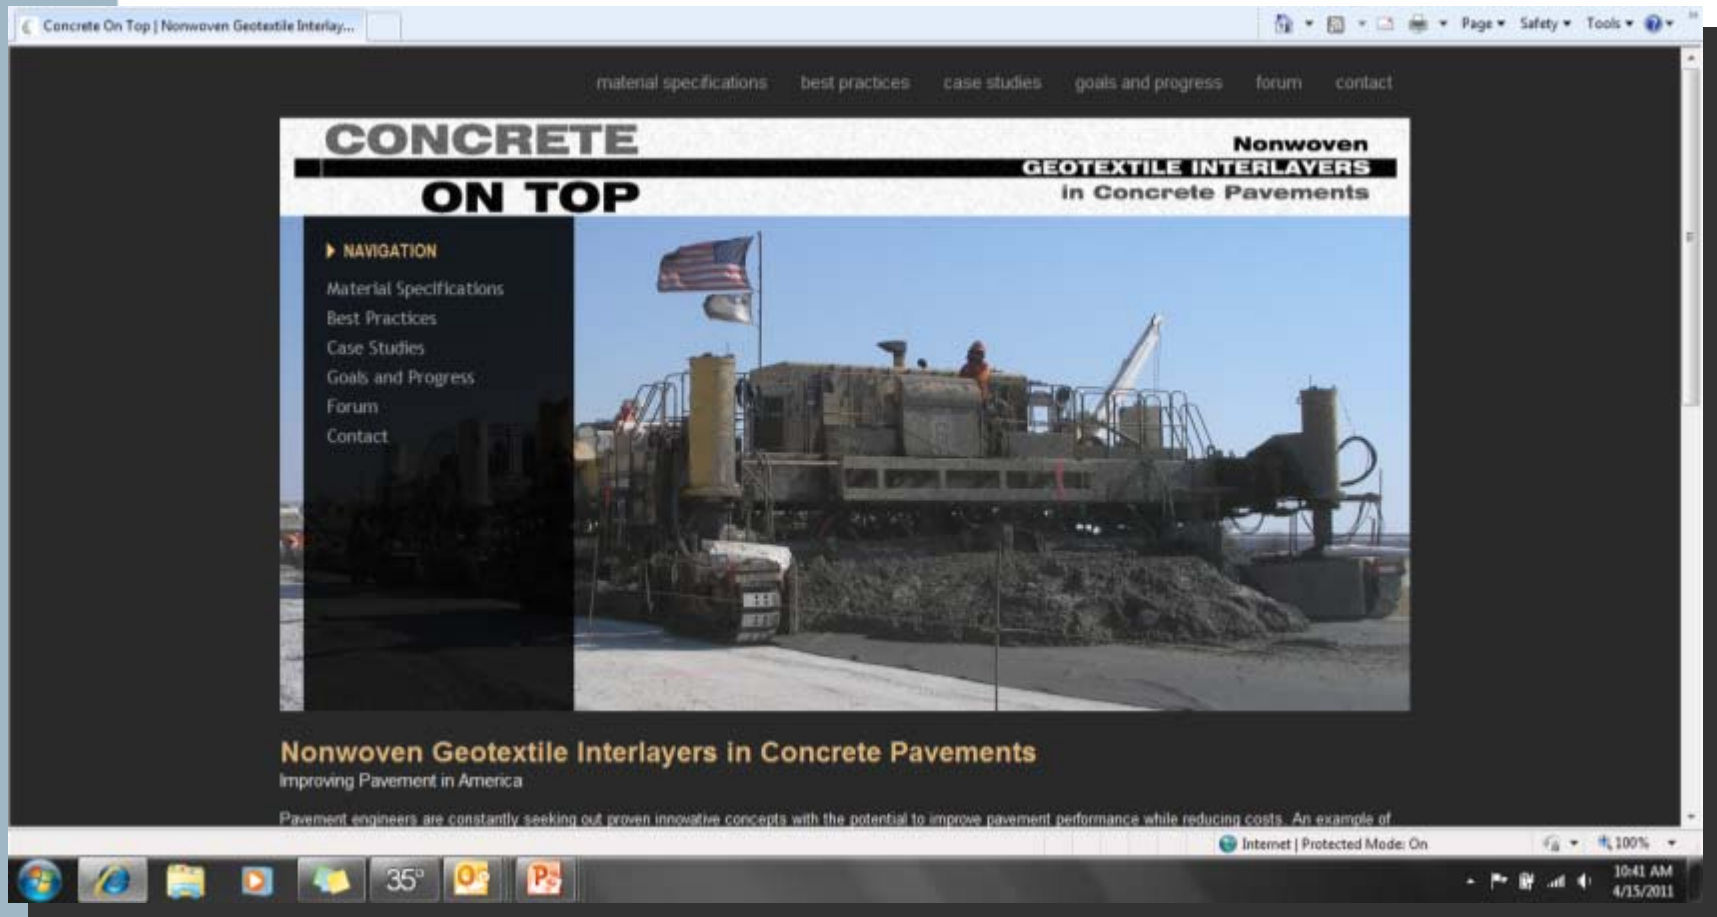 Concrete On Top | Nonwoven Geotextile Interlay...
Page Safety Tools
material specifications best practices case studies goals and progress forum contact
CONCRETE
ON TOP
Nonwoven
GEOTEXTILE INTERLAYERS
in Concrete Pavements
NAVIGATION
Material Specifications
Best Practices
Case Studies
Goals and Progress
Forum
Contact
Nonwoven Geotextile Interlayers in Concrete Pavements
Improving Pavement in America
Pavement engineers are constantly seeking out proven innovative concepts with the potential to improve pavement performance while reducing costs. An example of
Internet | Protected Mode: On
100%
35°
10:41 AM
4/15/2011